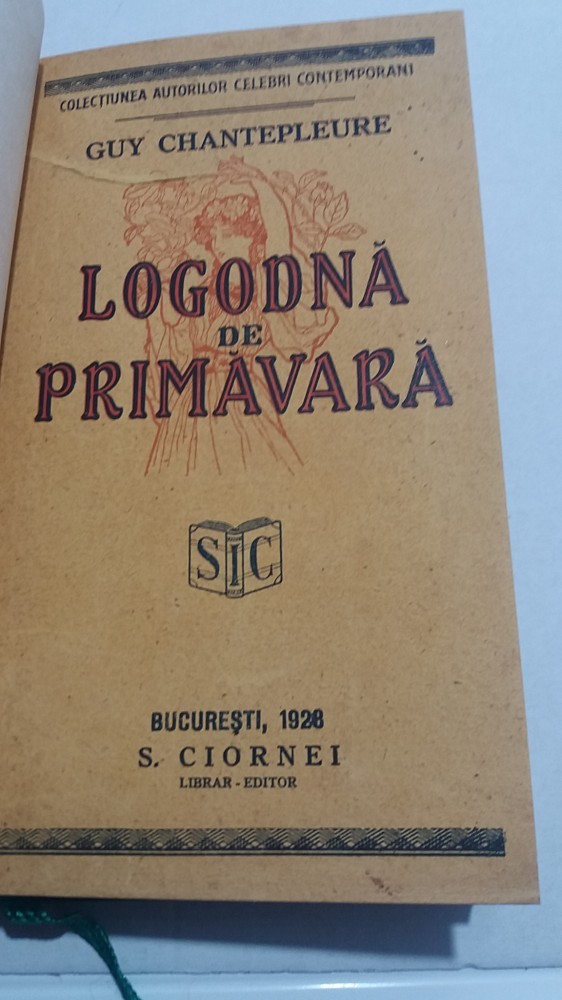 COLECȚIUNEA AUTORILOR CELEBRI CONTEMPORANI
GUY CHANTEPLEURE
LOGODNĂ
DE
PRIMĂVARĂ
SIC
BUCUREȘTI, 1928
S. CIORNEI
LIBRAR - EDITOR